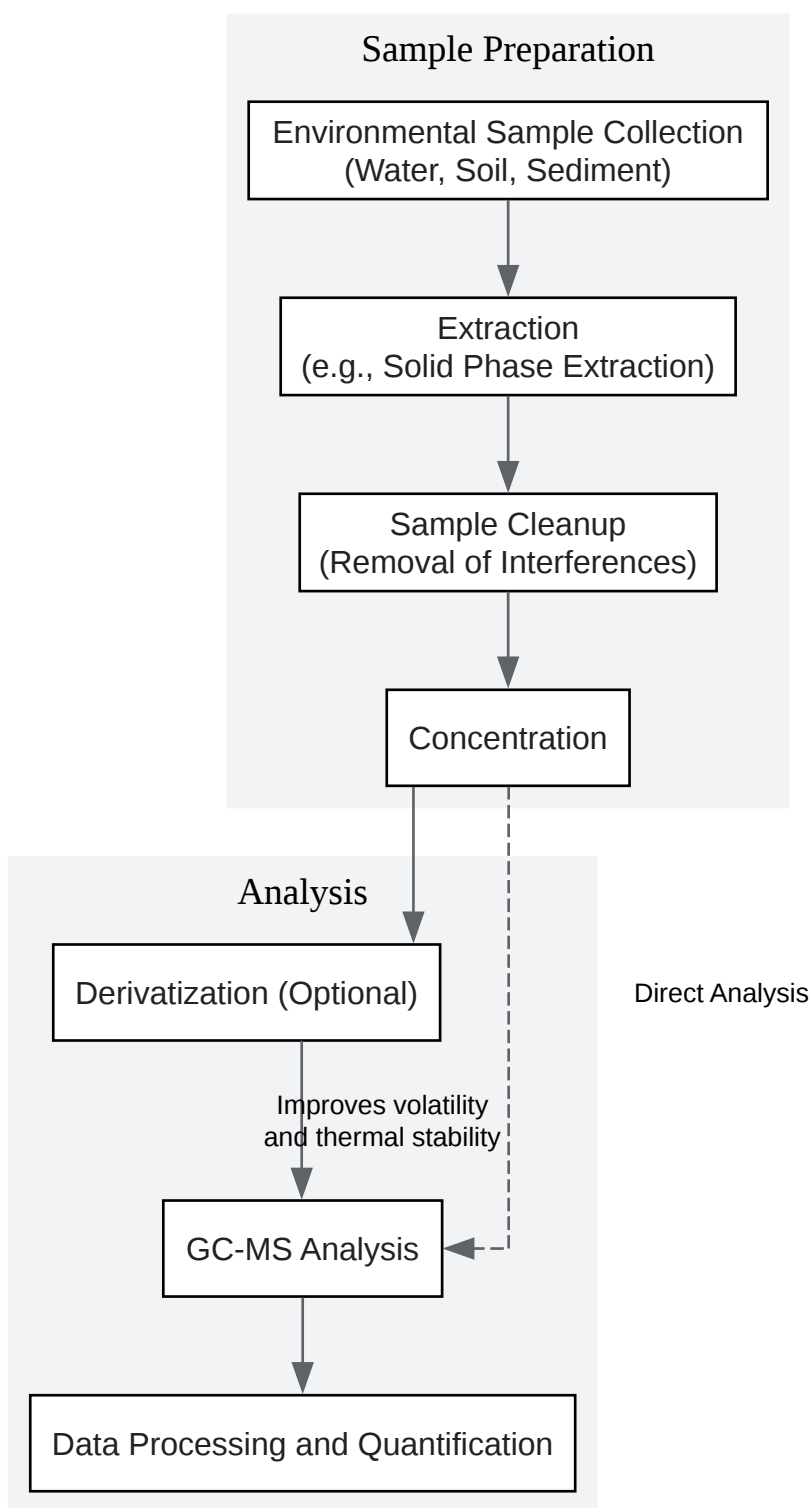 Sample Preparation
Environmental Sample Collection
(Water, Soil, Sediment)
Extraction
(e.g., Solid Phase Extraction)
Sample Cleanup
(Removal of Interferences)
Concentration
Analysis
Derivatization (Optional)
Direct Analysis
Improves volatility
and thermal stability
GC-MS Analysis
Data Processing and Quantification